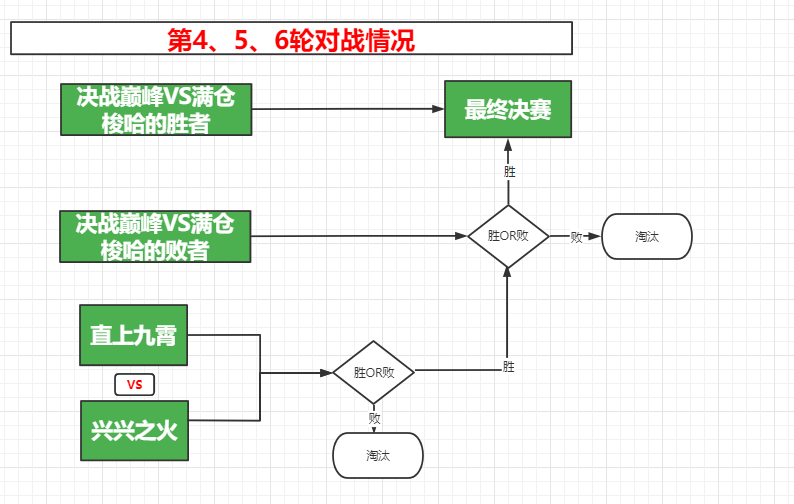 第4、5、6轮对战情况
决战巅峰VS满仓
梭哈的胜者
最终决赛
胜
决战巅峰VS满仓
梭哈的败者
胜OR败
败
淘汰
直上九霄
VS
兴兴之火
胜OR败
胜
败
淘汰